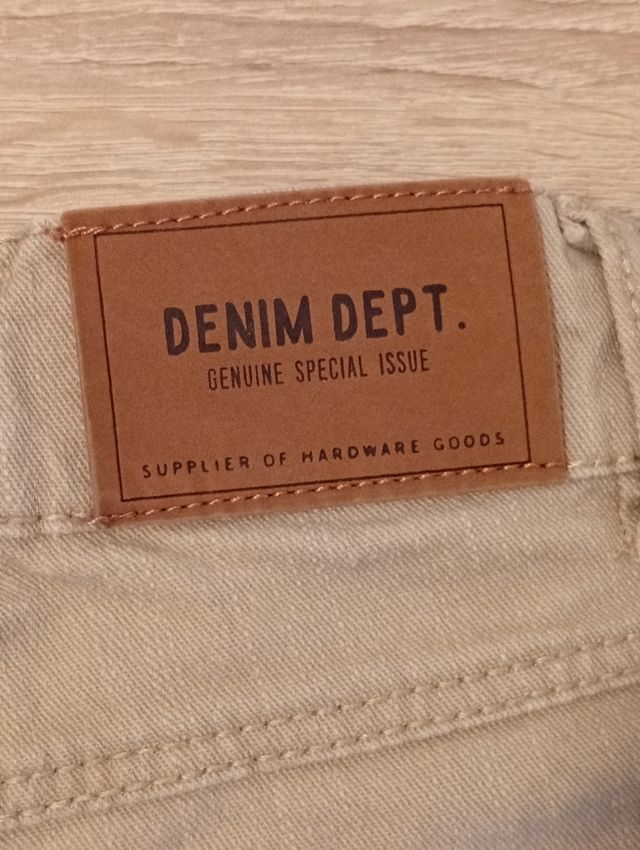 DENIM DEPT.
GENUINE SPECIAL ISSUE
SUPPLIER OF HARDWARE GOODS